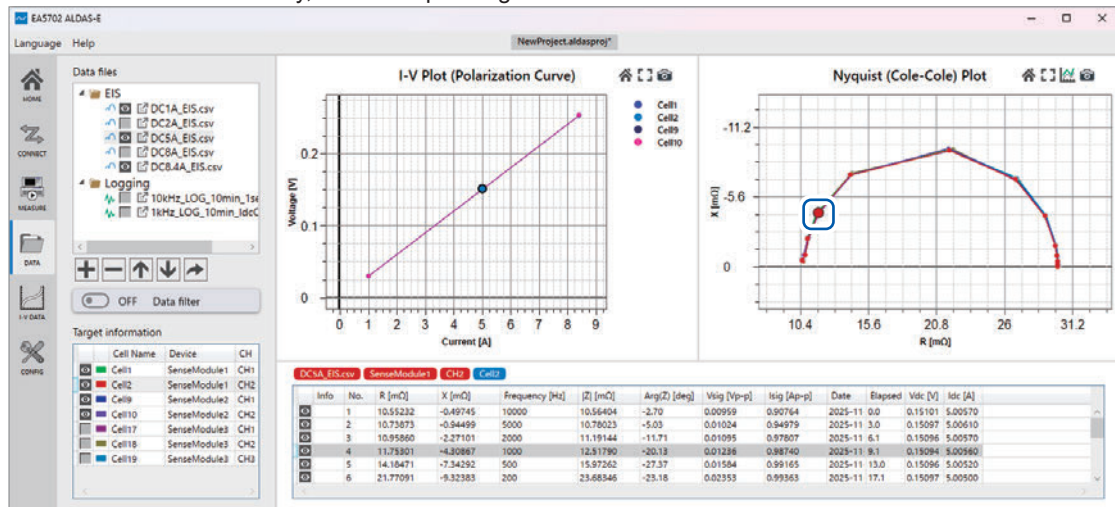 EA5702 ALDAS-E
Language Help
NewProject.aldasproj*
HOME
CONNECT
MEASURE
DATA
I-V DATA
CONFIG
Data files
EIS
DC1A_EIS.csv
DC2A_EIS.csv
DC5A_EIS.csv
DC8A_EIS.csv
DC8.4A_EIS.csv
Logging
10kHz_LOG_10min_1se
1kHz_LOG_10min_IdcC
OFF Data filter
Target information
Cell Name Device CH
Cell1 SenseModule1 CH1
Cell2 SenseModule1 CH2
Cell9 SenseModule2 CH1
Cell10 SenseModule2 CH2
Cell17 SenseModule3 CH1
Cell18 SenseModule3 CH2
Cell19 SenseModule3 CH3
I-V Plot (Polarization Curve)
Cell1
Cell2
Cell9
Cell10
Voltage [V]
0.2
0.1
0
0 1 2 3 4 5 6 7 8 9
Current [A]
Nyquist (Cole-Cole) Plot
X [mΩ]
-11.2
-5.6
0
10.4 15.6 20.8 26 31.2
R [mΩ]
DC5A_EIS.csv SenseModule1 CH2 Cell2
Info No. R [mΩ] X [mΩ] Frequency [Hz] |Z| [mΩ] Arg(Z) [deg] Vsig [Vp-p] Isig [Ap-p] Date Elapsed Vdc [V] Idc [A]
1 10.55232 -0.49745 10000 10.56404 -2.70 0.00959 0.90764 2025-11 0.0 0.15101 5.00570
2 10.73873 -0.94499 5000 10.78023 -5.03 0.01024 0.94979 2025-11 3.0 0.15097 5.00610
3 10.95860 -2.27101 2000 11.19144 -11.71 0.01095 0.97807 2025-11 6.1 0.15096 5.00570
4 11.75301 -4.30867 1000 12.51790 -20.13 0.01236 0.98740 2025-11 9.1 0.15094 5.00560
5 14.18471 -7.34292 500 15.97262 -27.37 0.01584 0.99165 2025-11 13.0 0.15096 5.00520
6 21.77091 -9.32383 200 23.68346 -23.18 0.02353 0.99363 2025-11 17.1 0.15097 5.00500